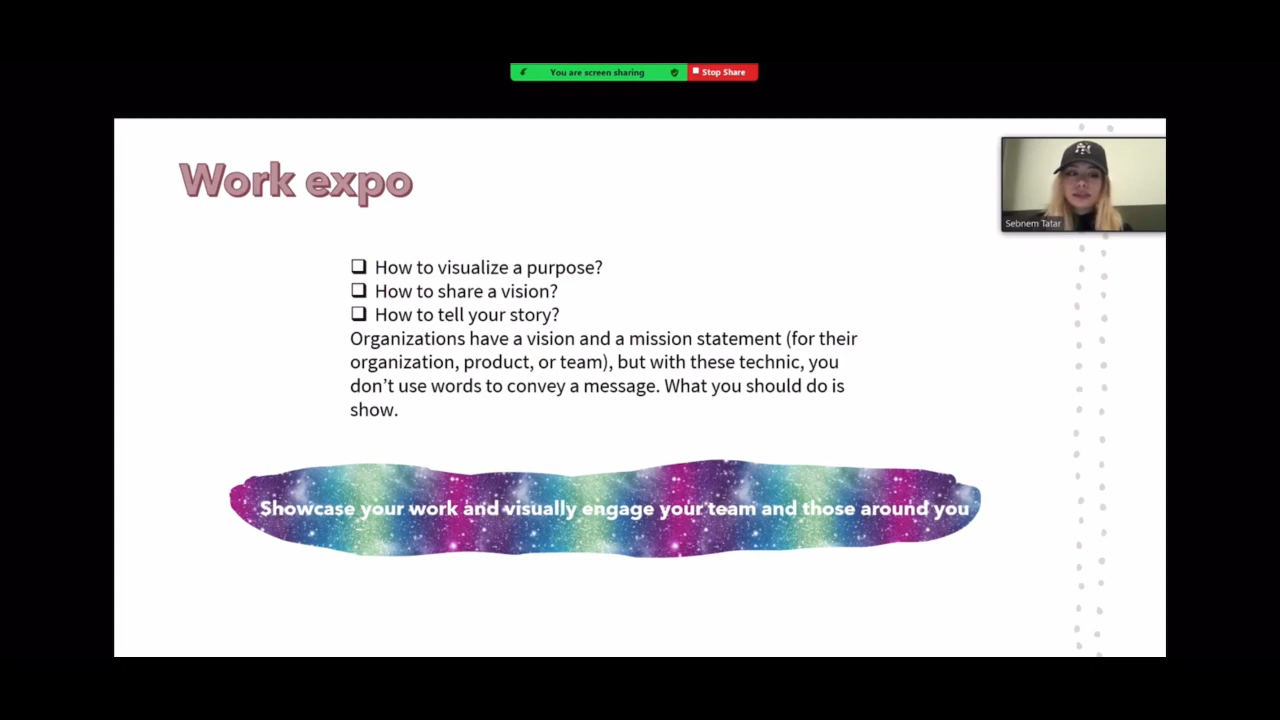 You are screen sharing
Stop Share
Work expo
Sebnem Tatar
How to visualize a purpose?
How to share a vision?
How to tell your story?
Organizations have a vision and a mission statement (for their
organization, product, or team), but with these technic, you
don’t use words to convey a message. What you should do is
show.
Showcase your work and visually engage your team and those around you